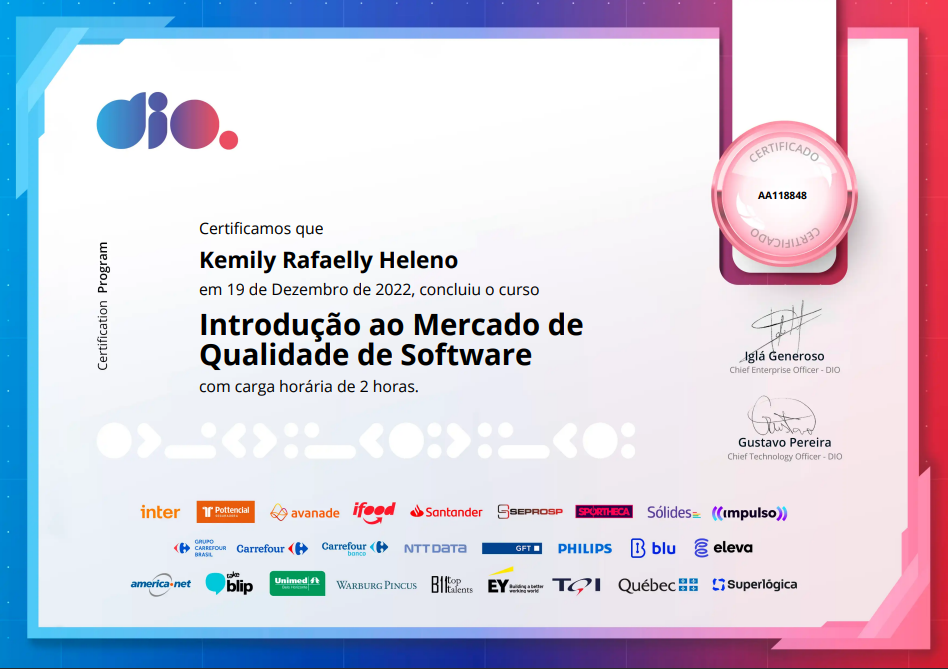 dio.
CERTIFICADO
AA118848
CERTIFICADO
Certification Program
Certificamos que
Kemily Rafaelly Heleno
em 19 de Dezembro de 2022, concluiu o curso
Introdução ao Mercado de
Qualidade de Software
com carga horária de 2 horas.
Iglá Generoso
Chief Enterprise Officer - DIO
Gustavo Pereira
Chief Technology Officer - DIO
inter Pottencial avanade ifood Santander SEPROSP SPORTHECA Sólides impulso
GRUPO CARREFOUR BRASIL Carrefour Carrefour banco NTT DATA GFT PHILIPS blu eleva
americanet take blip Unimed WARBURG PINCUS top talents EY Building a better working world Québec Superlógica